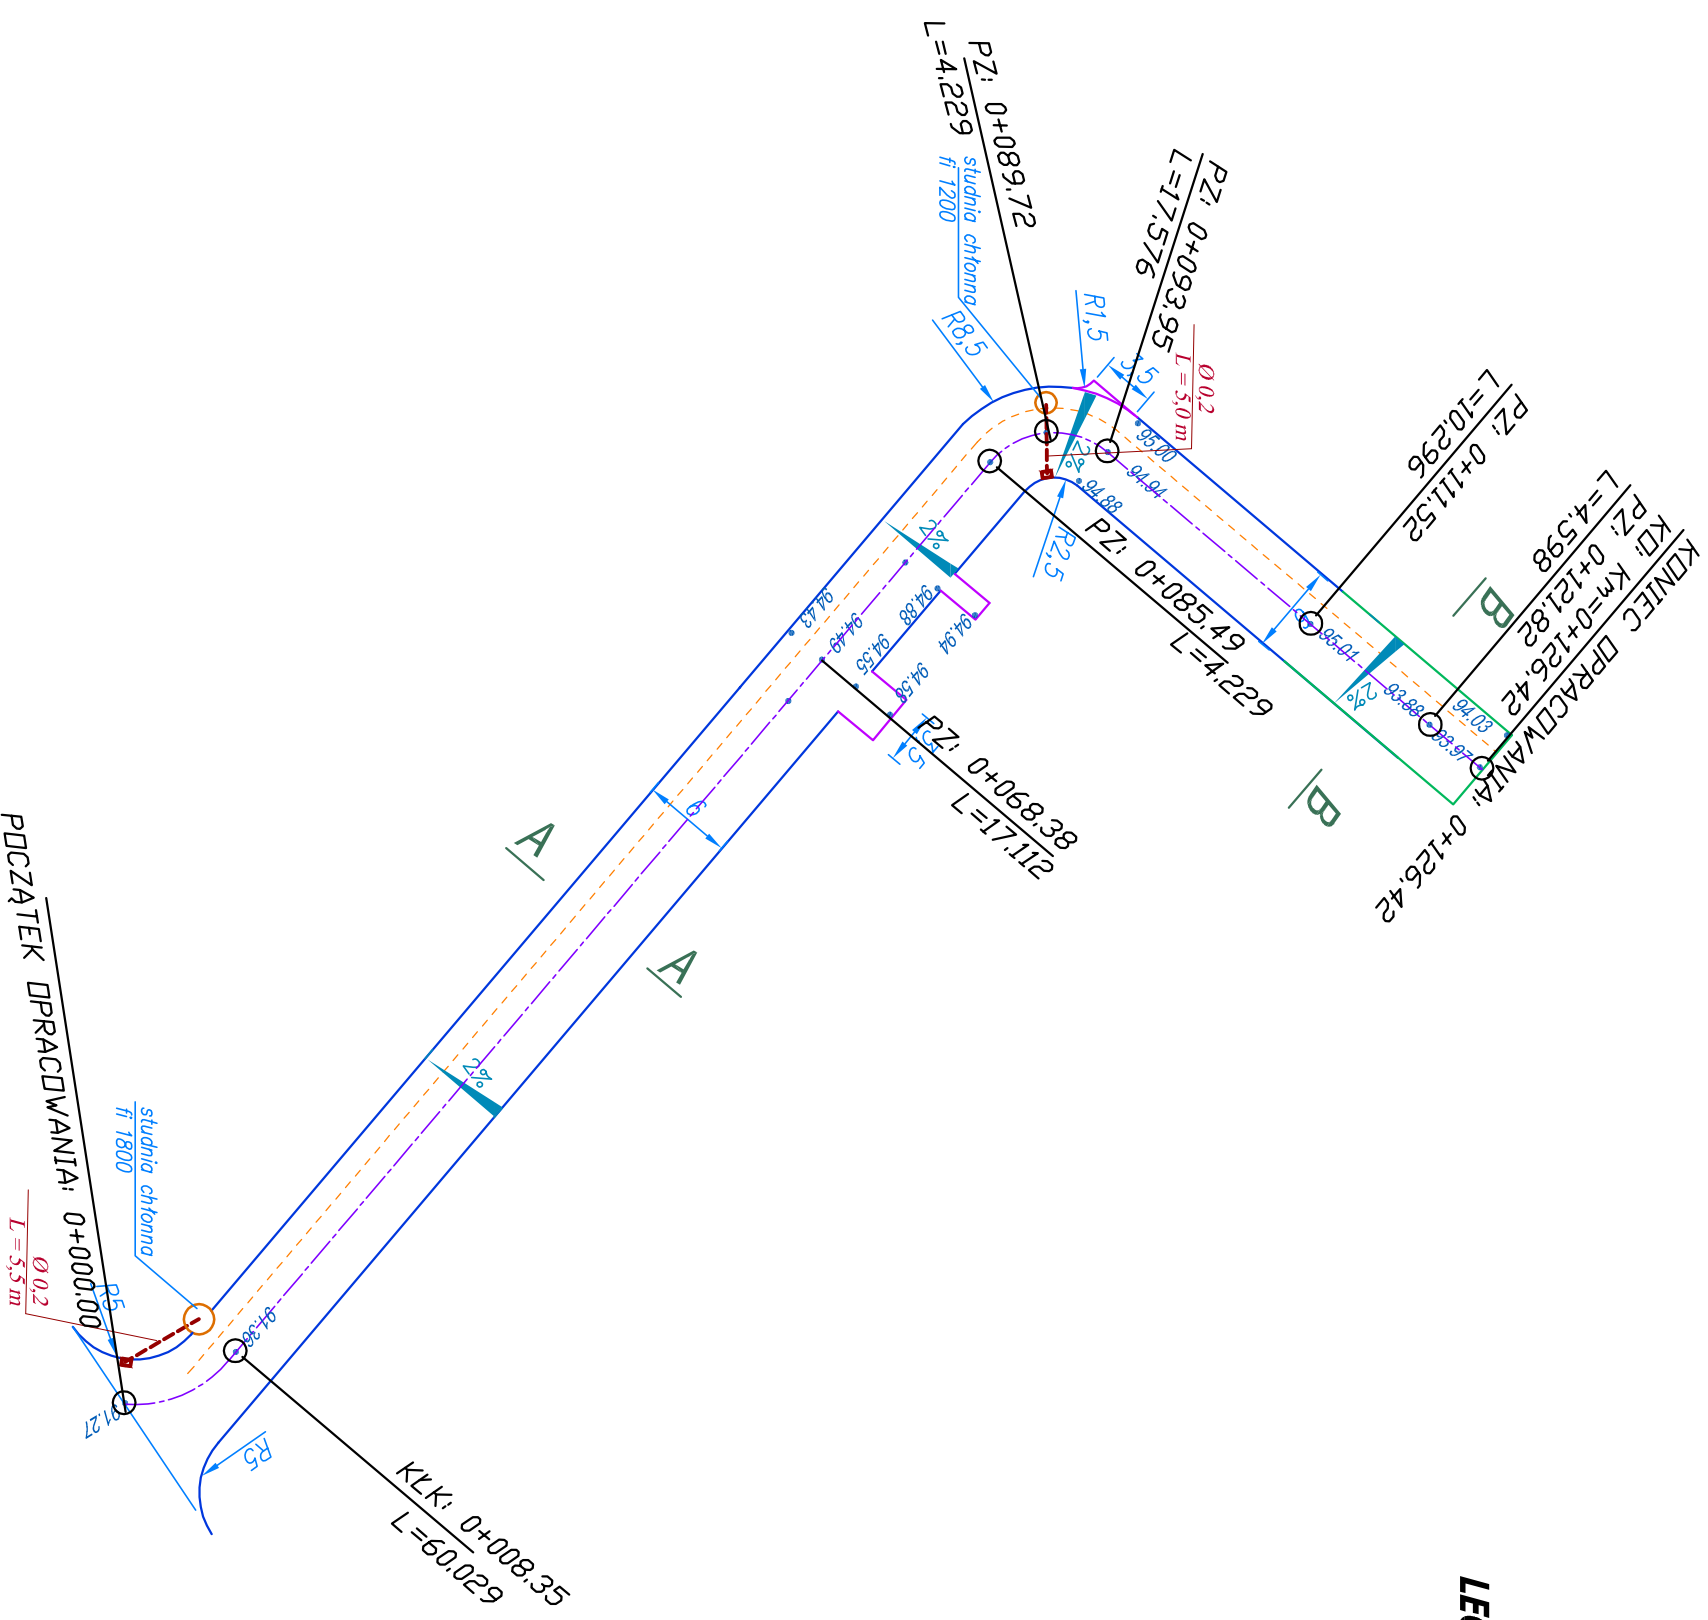 PZ: 0+089.72
L=4.229
studnia chłonna
fi 1200
R8,5
R1,5
PZ: 0+093.95
L=17.576
3,5
Ø 0,2
L = 5,0 m
95.00
94.94
94.88
2%
R2,5
PZ: 0+085.49
L=4.229
PZ: 0+111.52
L=10.296
PZ: 0+121.82
L=4.598
KONIEC OPRACOWANIA: 0+126.42
KO: Km=0+126.42
B
95.01
2%
93.88
94.03
93.97
B
2%
94.43
94.49
94.55
94.58
94.88
94.94
PZ: 0+068.38
L=17.112
6
A
A
2%
POCZĄTEK OPRACOWANIA: 0+000.00
studnia chłonna
fi 1800
Ø 0,2
L = 5,5 m
R5
91.36
91.27
R5
KŁK: 0+008.35
L=60.029
LE